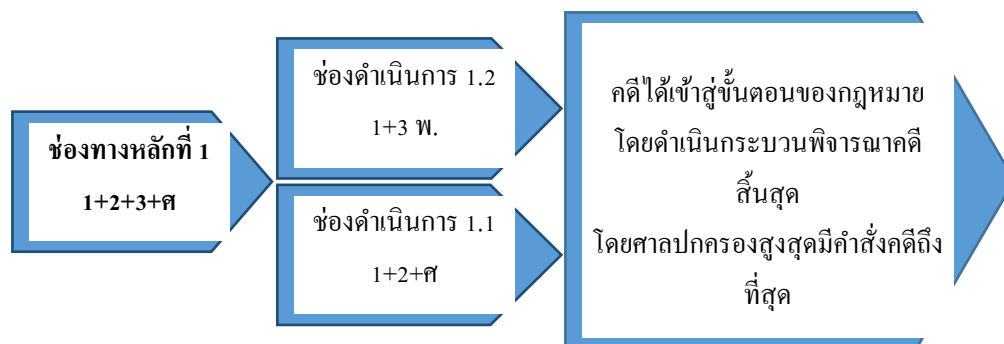 ช่องทางหลักที่ 1
1+2+3+ศ
ช่องดำเนินการ 1.2
1+3 พ.
ช่องดำเนินการ 1.1
1+2+ศ
คดีได้เข้าสู่ขั้นตอนของกฎหมาย
โดยดำเนินกระบวนพิจารณาคดี
สิ้นสุด
โดยศาลปกครองสูงสุดมีคำสั่งคดีถึง
ที่สุด